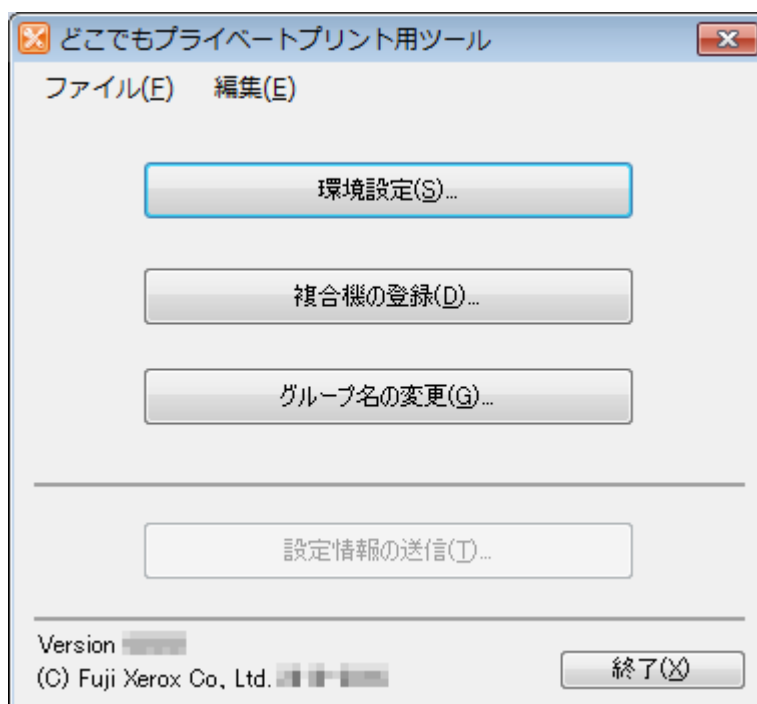 どこでもプライベートプリント用ツール
ファイル(F) 編集(E)
環境設定(S)...
複合機の登録(D)...
グループ名の変更(G)...
設定情報の送信(T)...
Version
(C) Fuji Xerox Co., Ltd.
終了(X)